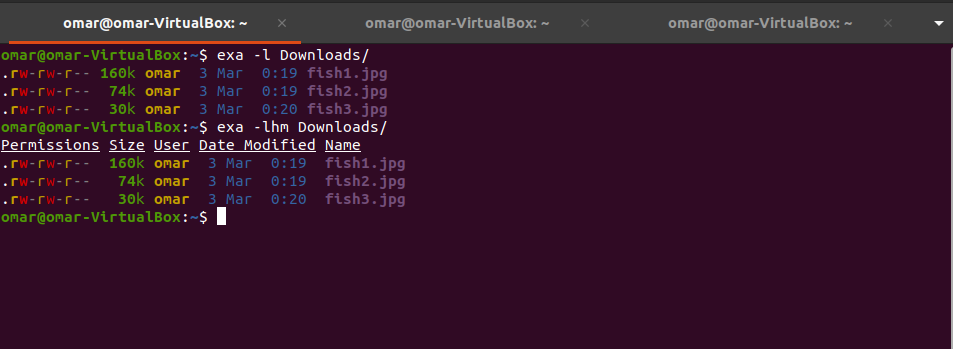 omar@omar-VirtualBox: ~ × omar@omar-VirtualBox: ~ × omar@omar-VirtualBox: ~ ×
omar@omar-VirtualBox:~$ exa -l Downloads/
.rw-rw-r-- 160k omar  3 Mar  0:19 fish1.jpg
.rw-rw-r--  74k omar  3 Mar  0:19 fish2.jpg
.rw-rw-r--  30k omar  3 Mar  0:20 fish3.jpg
omar@omar-VirtualBox:~$ exa -lhm Downloads/
Permissions Size User Date Modified Name
.rw-rw-r--  160k omar  3 Mar  0:19  fish1.jpg
.rw-rw-r--   74k omar  3 Mar  0:19  fish2.jpg
.rw-rw-r--   30k omar  3 Mar  0:20  fish3.jpg
omar@omar-VirtualBox:~$